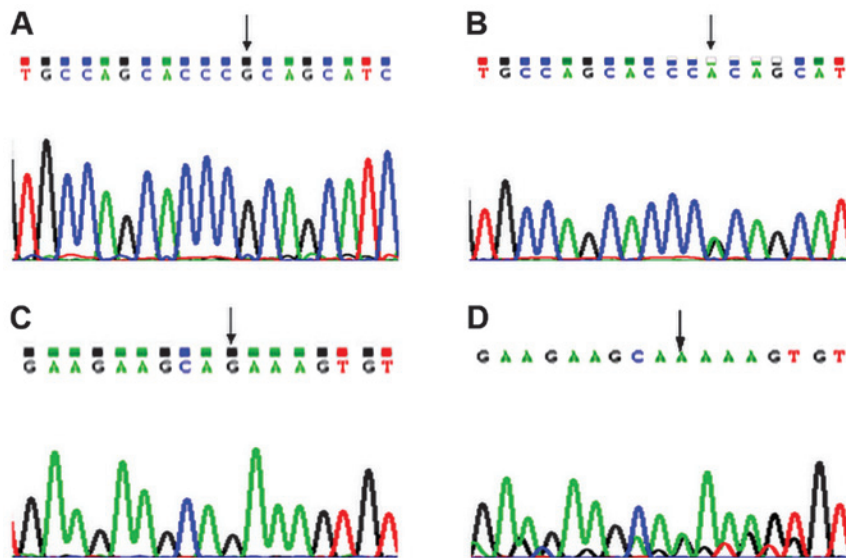 A
T G C C A G C A C C C G C A G C A T C
B
T G C C A G C A C C C A C A G C A T
C
G A A G A A G C A G A A A G T G T
D
G A A G A A G C A A A A A G T G T